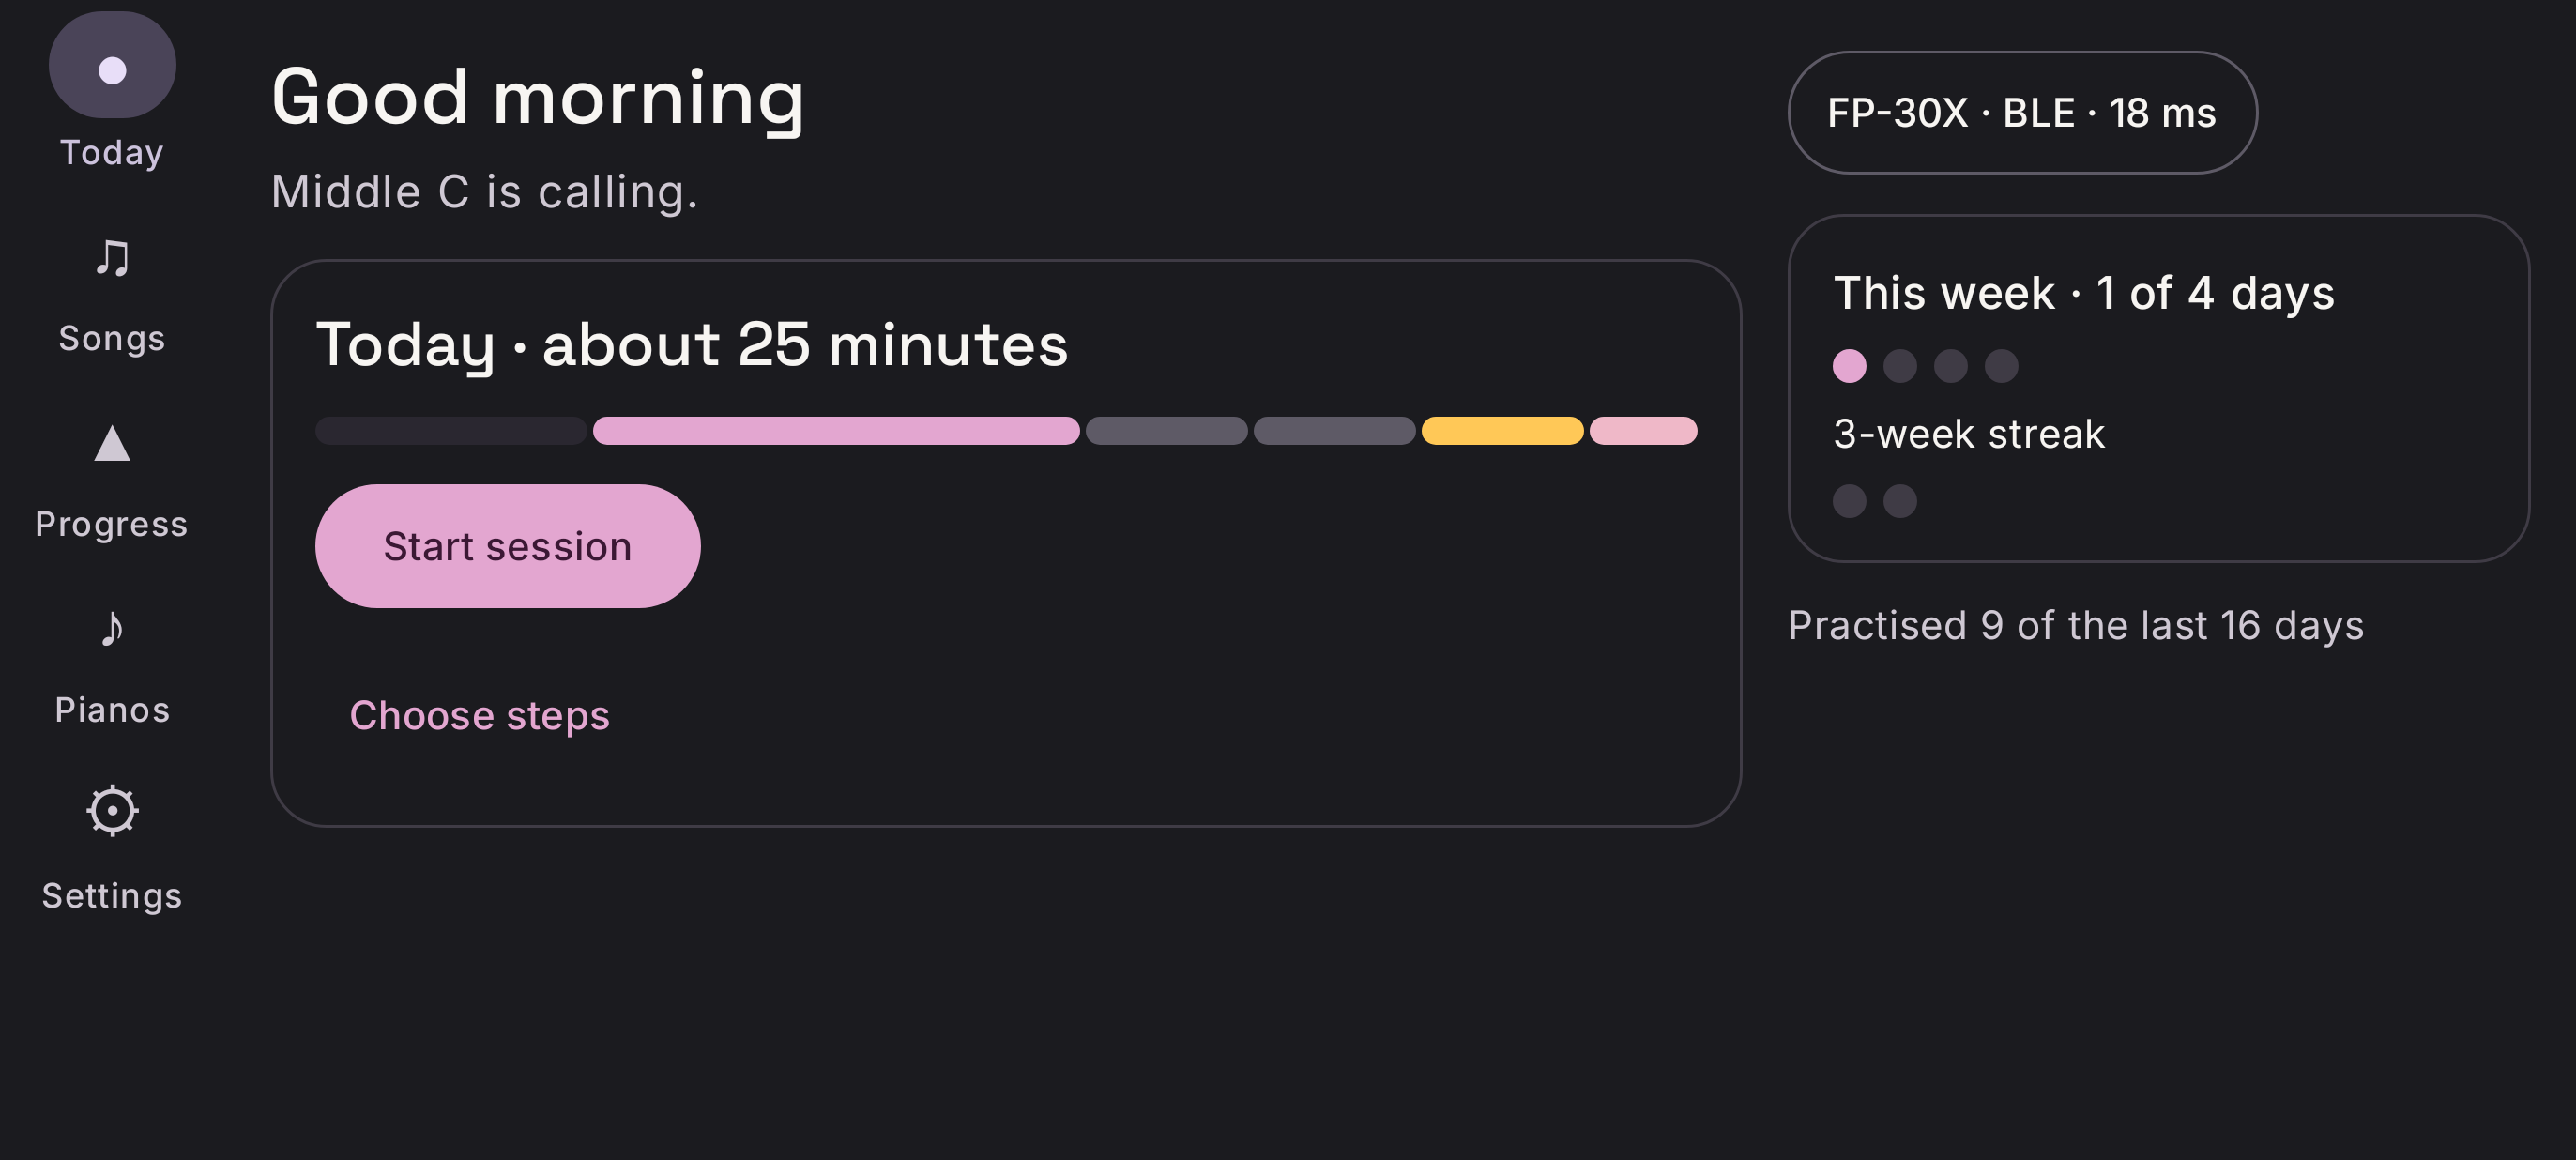 Today
Songs
Progress
Pianos
Settings
Good morning
Middle C is calling.
Today · about 25 minutes
Start session
Choose steps
FP-30X · BLE · 18 ms
This week · 1 of 4 days
3-week streak
Practised 9 of the last 16 days